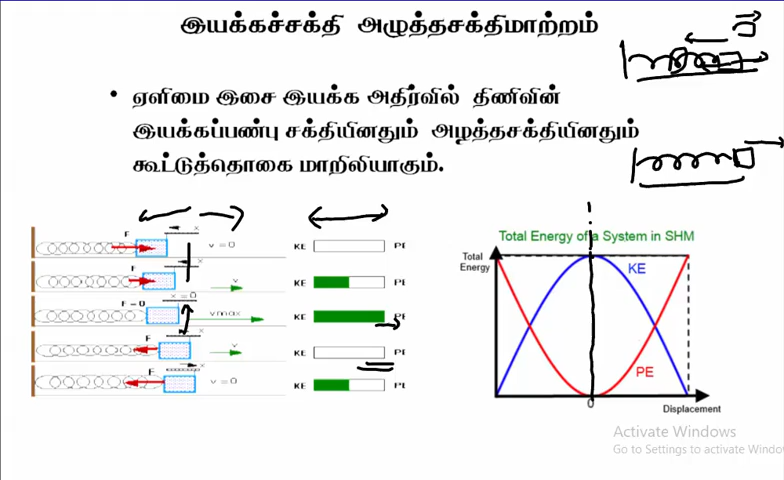 இயக்கச்சக்தி அழுத்தசக்திமாற்றம்
• ஏளிமை இசை இயக்க அதிர்வில் திணிவின்
இயக்கப்பண்பு சக்தியினதும் அழத்தசக்தியினதும்
கூட்டுத்தொகை மாறிலியாகும்.
F x v = 0 KE PE
F x v KE PE
F = 0 x = 0 v max KE PE
F x v KE PE
F x v = 0 KE PE
Total Energy of a System in SHM
Total
Energy
KE
PE
0
Displacement
Activate Windows
Go to Settings to activate Windo